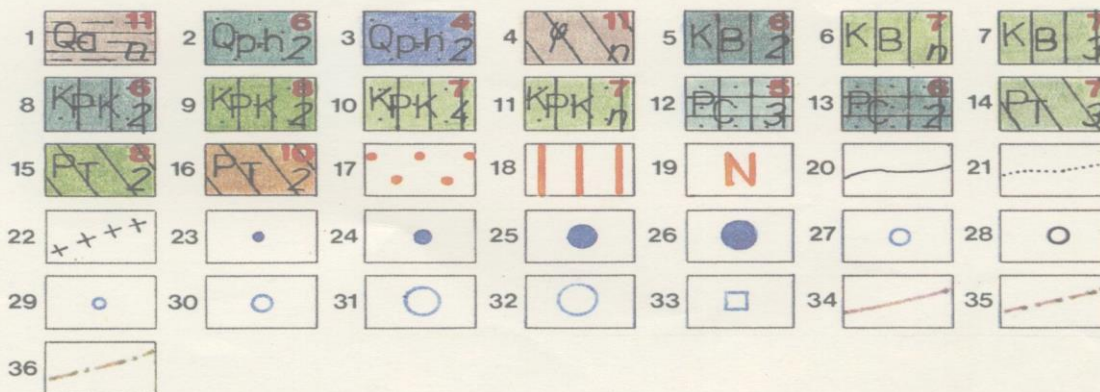 1 Qa 11 n 2 Qp-h 6 2 3 Qp-h 4 2 4 φ 11 n 5 KB 6 2 6 KB 7 n 7 KB 3
8 KPK 6 2 9 KPK 8 2 10 KPK 7 4 11 KPK 7 n 12 PC 5 3 13 PC 6 2 14 PT 7 3
15 PT 8 2 16 PT 10 2 17 18 19 N 20 21
22 23 24 25 26 27 28
29 30 31 32 33 34 35
36